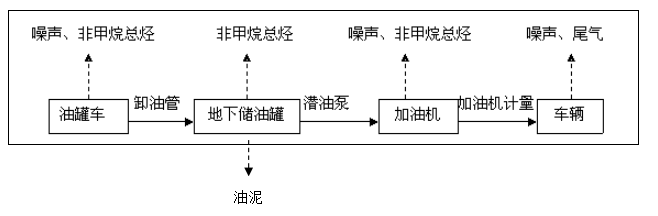 噪声、非甲烷总烃 非甲烷总烃 噪声、非甲烷总烃 噪声、尾气
油罐车 卸油管 地下储油罐 潜油泵 加油机 加油机计量 车辆
油泥